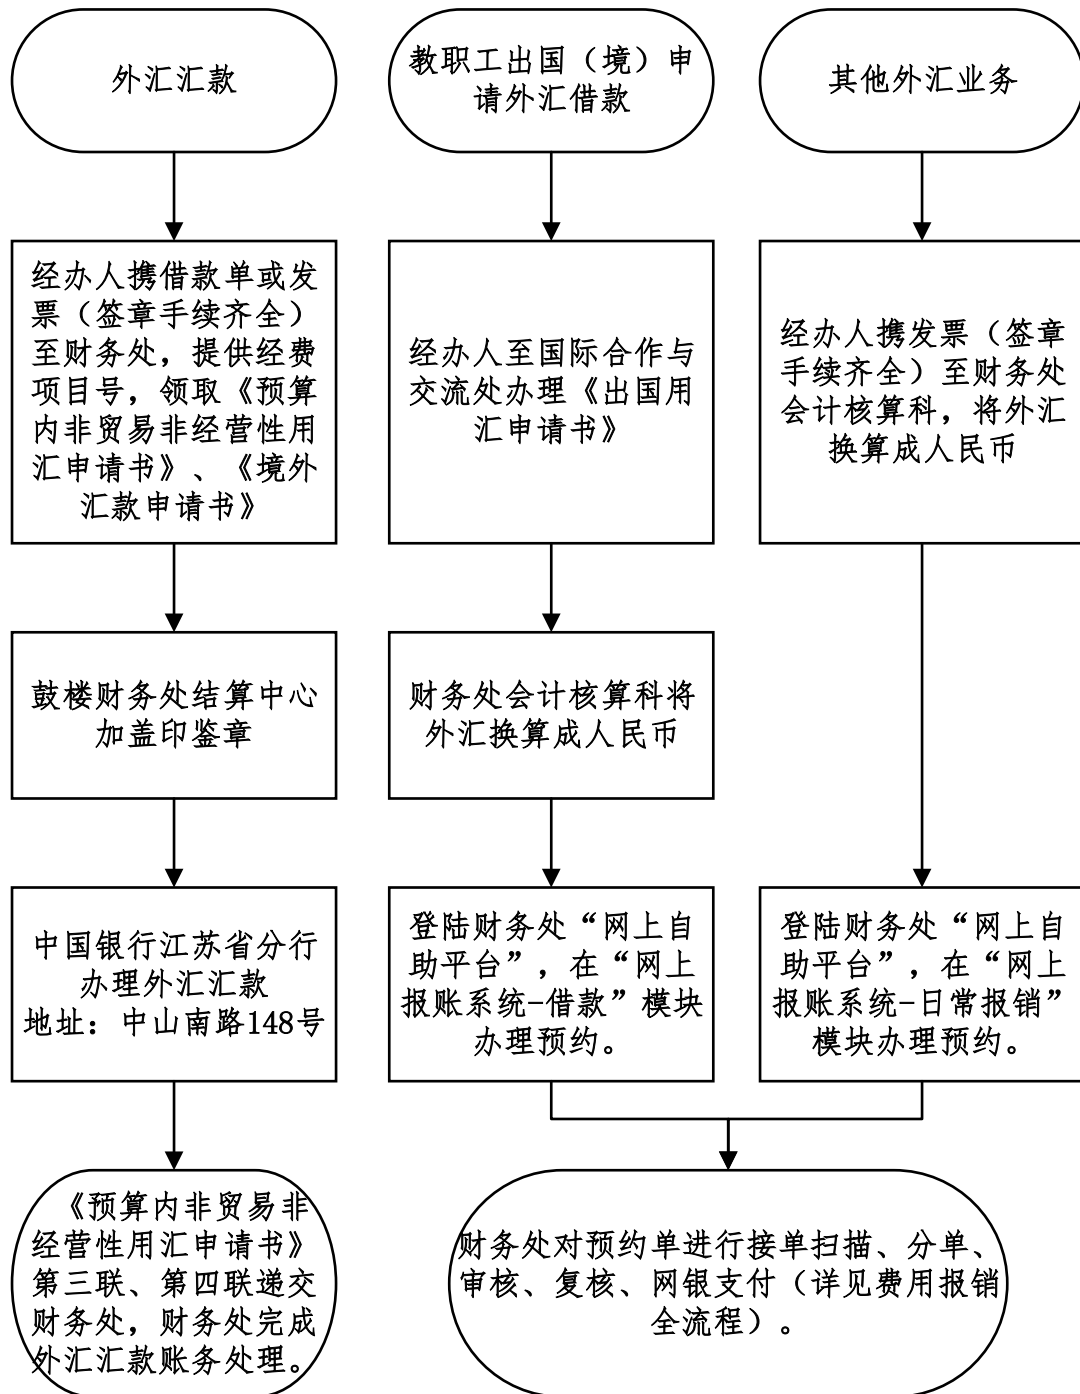 外汇汇款
教职工出国（境）申
请外汇借款
其他外汇业务
经办人携借款单或发
票（签章手续齐全）
至财务处，提供经费
项目号，领取《预算
内非贸易非经营性用
汇申请书》、《境外
汇款申请书》
经办人至国际合作与
交流处办理《出国用
汇申请书》
经办人携发票（签章
手续齐全）至财务处
会计核算科，将外汇
换算成人民币
鼓楼财务处结算中心
加盖印鉴章
财务处会计核算科将
外汇换算成人民币
中国银行江苏省分行
办理外汇汇款
地址：中山南路148号
登陆财务处“网上自
助平台”，在“网上
报账系统-借款”模块
办理预约。
登陆财务处“网上自
助平台”，在“网上
报账系统-日常报销”
模块办理预约。
《预算内非贸易非
经营性用汇申请书》
第三联、第四联递交
财务处，财务处完成
外汇汇款账务处理。
财务处对预约单进行接单扫描、分单、
审核、复核、网银支付（详见费用报销
全流程）。